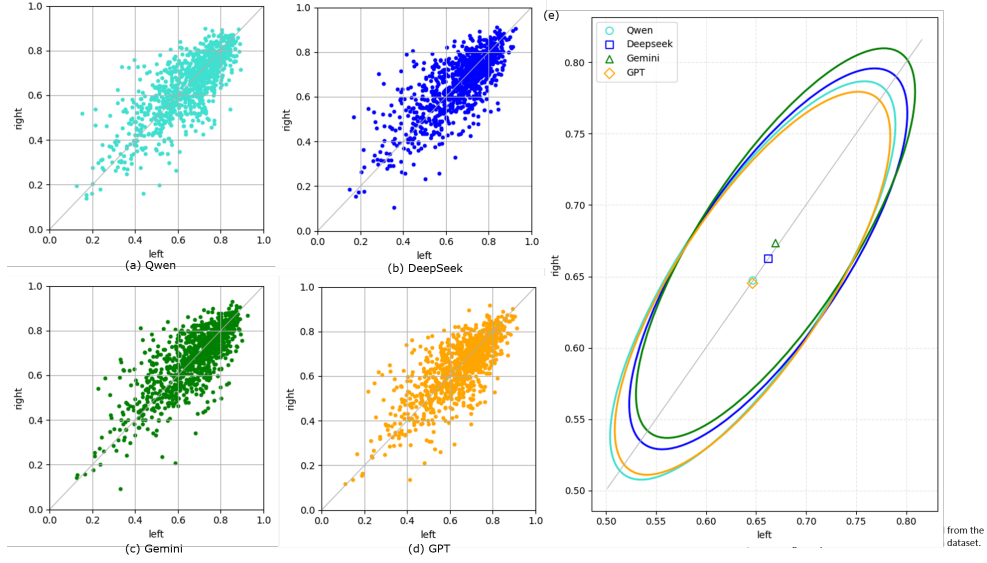 1.0
0.8
0.6
0.4
0.2
0.0
right
0.0 0.2 0.4 0.6 0.8 1.0
left
(a) Qwen
1.0
0.8
0.6
0.4
0.2
0.0
right
0.0 0.2 0.4 0.6 0.8 1.0
left
(b) DeepSeek
1.0
0.8
0.6
0.4
0.2
0.0
right
0.0 0.2 0.4 0.6 0.8 1.0
left
(c) Gemini
1.0
0.8
0.6
0.4
0.2
0.0
right
0.0 0.2 0.4 0.6 0.8 1.0
left
(d) GPT
(e)
Qwen
Deepseek
Gemini
GPT
0.80
0.75
0.70
0.65
0.60
0.55
0.50
right
0.50 0.55 0.60 0.65 0.70 0.75 0.80
left
from the
dataset.